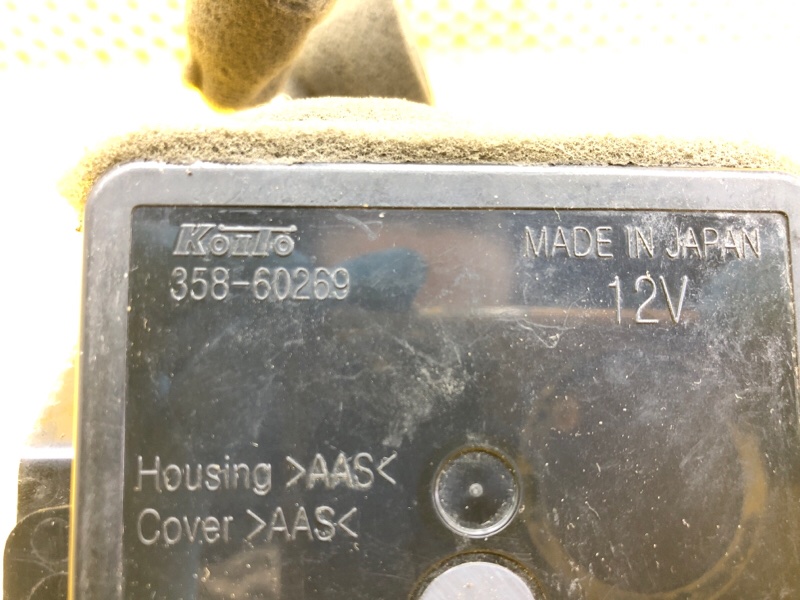 Koito
358-60269
MADE IN JAPAN
12V
Housing >AAS<
Cover >AAS<